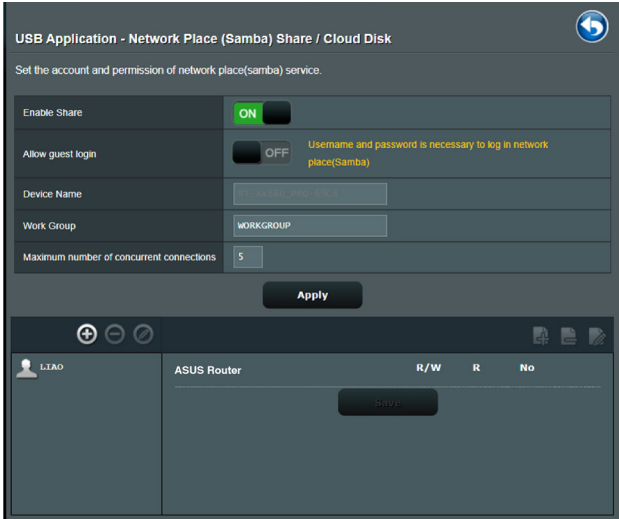 USB Application - Network Place (Samba) Share / Cloud Disk
Set the account and permission of network place(samba) service.
Enable Share
ON
Allow guest login
OFF
Username and password is necessary to log in network
place(Samba)
Device Name
Work Group
WORKGROUP
Maximum number of concurrent connections
5
Apply
LIAO
ASUS Router
R/W
R
No
Save